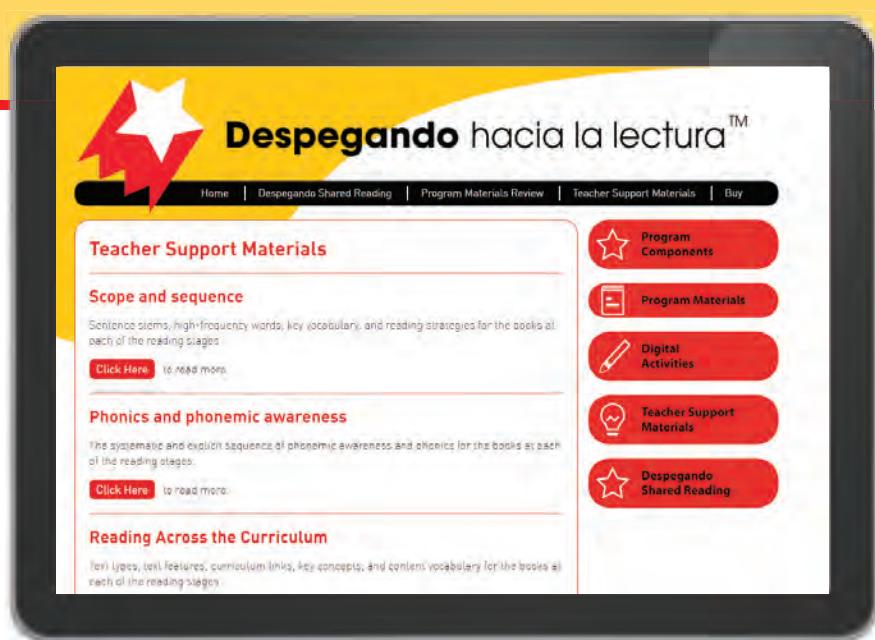 Despegando hacia la lectura™
Home | Despegando Shared Reading | Program Materials Review | Teacher Support Materials | Buy
Teacher Support Materials
Scope and sequence
Sentence stems, high-frequency words, key vocabulary, and reading strategies for the books at
each of the reading stages
Click Here to read more.
Phonics and phonemic awareness
The systematic and explicit sequence of phonemic awareness and phonics for the books at each
of the reading stages.
Click Here to read more.
Reading Across the Curriculum
Text types, text features, curriculum links, key concepts, and content vocabulary for the books at
each of the reading stages
Program
Components
Program Materials
Digital
Activities
Teacher Support
Materials
Despegando
Shared Reading